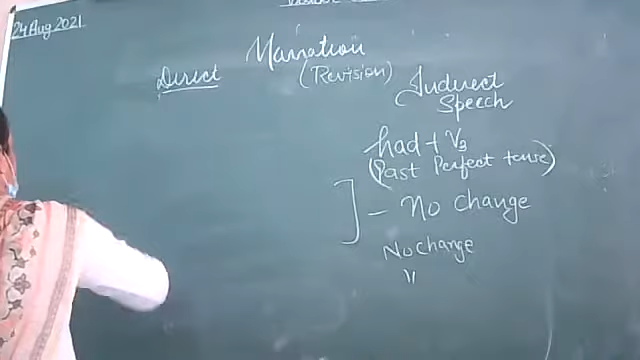 24 Aug 2021
Narration
(Revision)
Direct
Indirect
Speech
had + V3
(Past Perfect tense)
] - No Change
No change
"